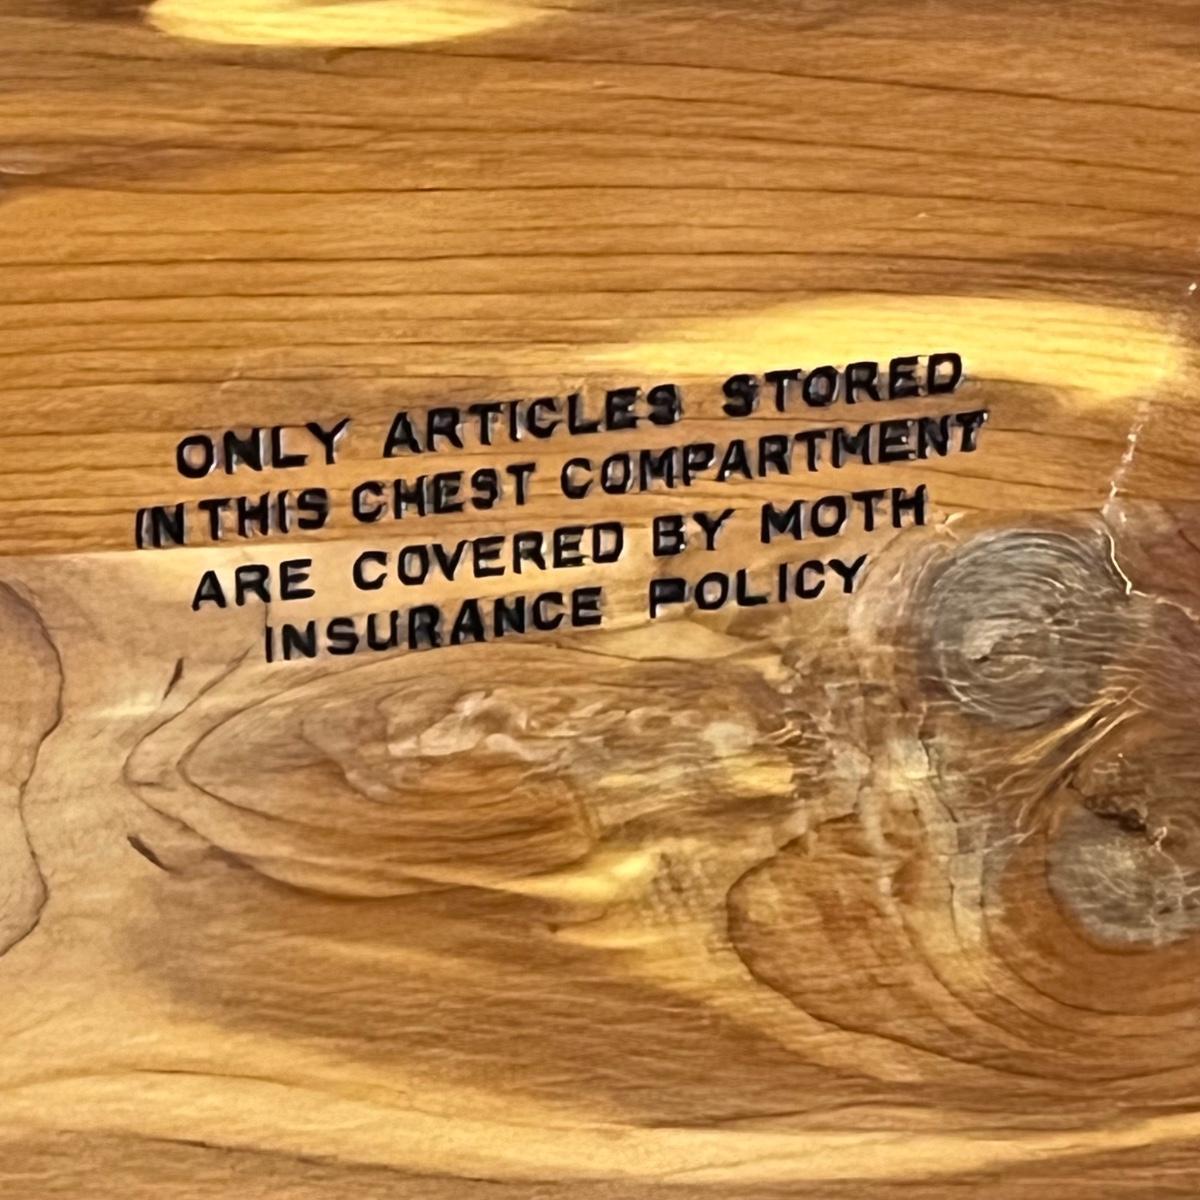 ONLY ARTICLES STORED
IN THIS CHEST COMPARTMENT
ARE COVERED BY MOTH
INSURANCE POLICY